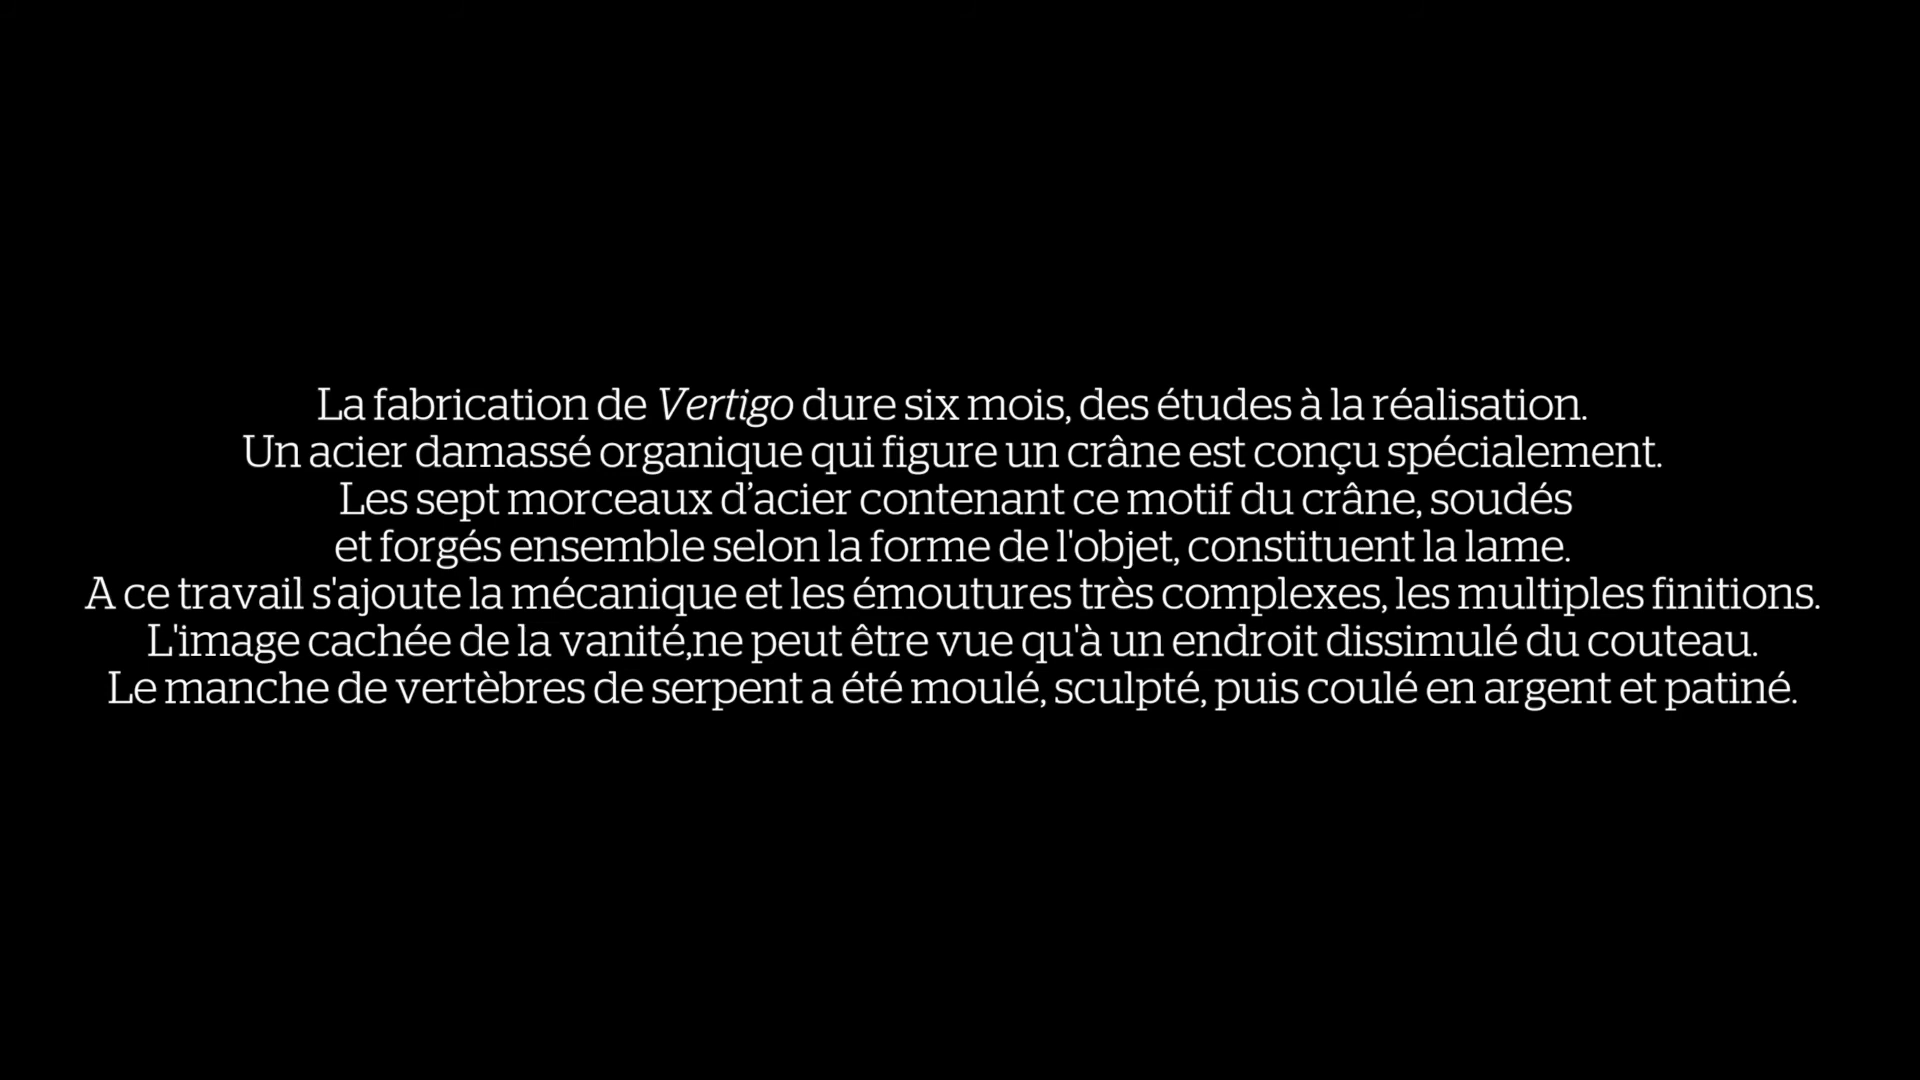 La fabrication de Vertigo dure six mois, des études à la réalisation.
Un acier damassé organique qui figure un crâne est conçu spécialement.
Les sept morceaux d’acier contenant ce motif du crâne, soudés
et forgés ensemble selon la forme de l'objet, constituent la lame.
A ce travail s'ajoute la mécanique et les émoutures très complexes, les multiples finitions.
L'image cachée de la vanité,ne peut être vue qu'à un endroit dissimulé du couteau.
Le manche de vertèbres de serpent a été moulé, sculpté, puis coulé en argent et patiné.